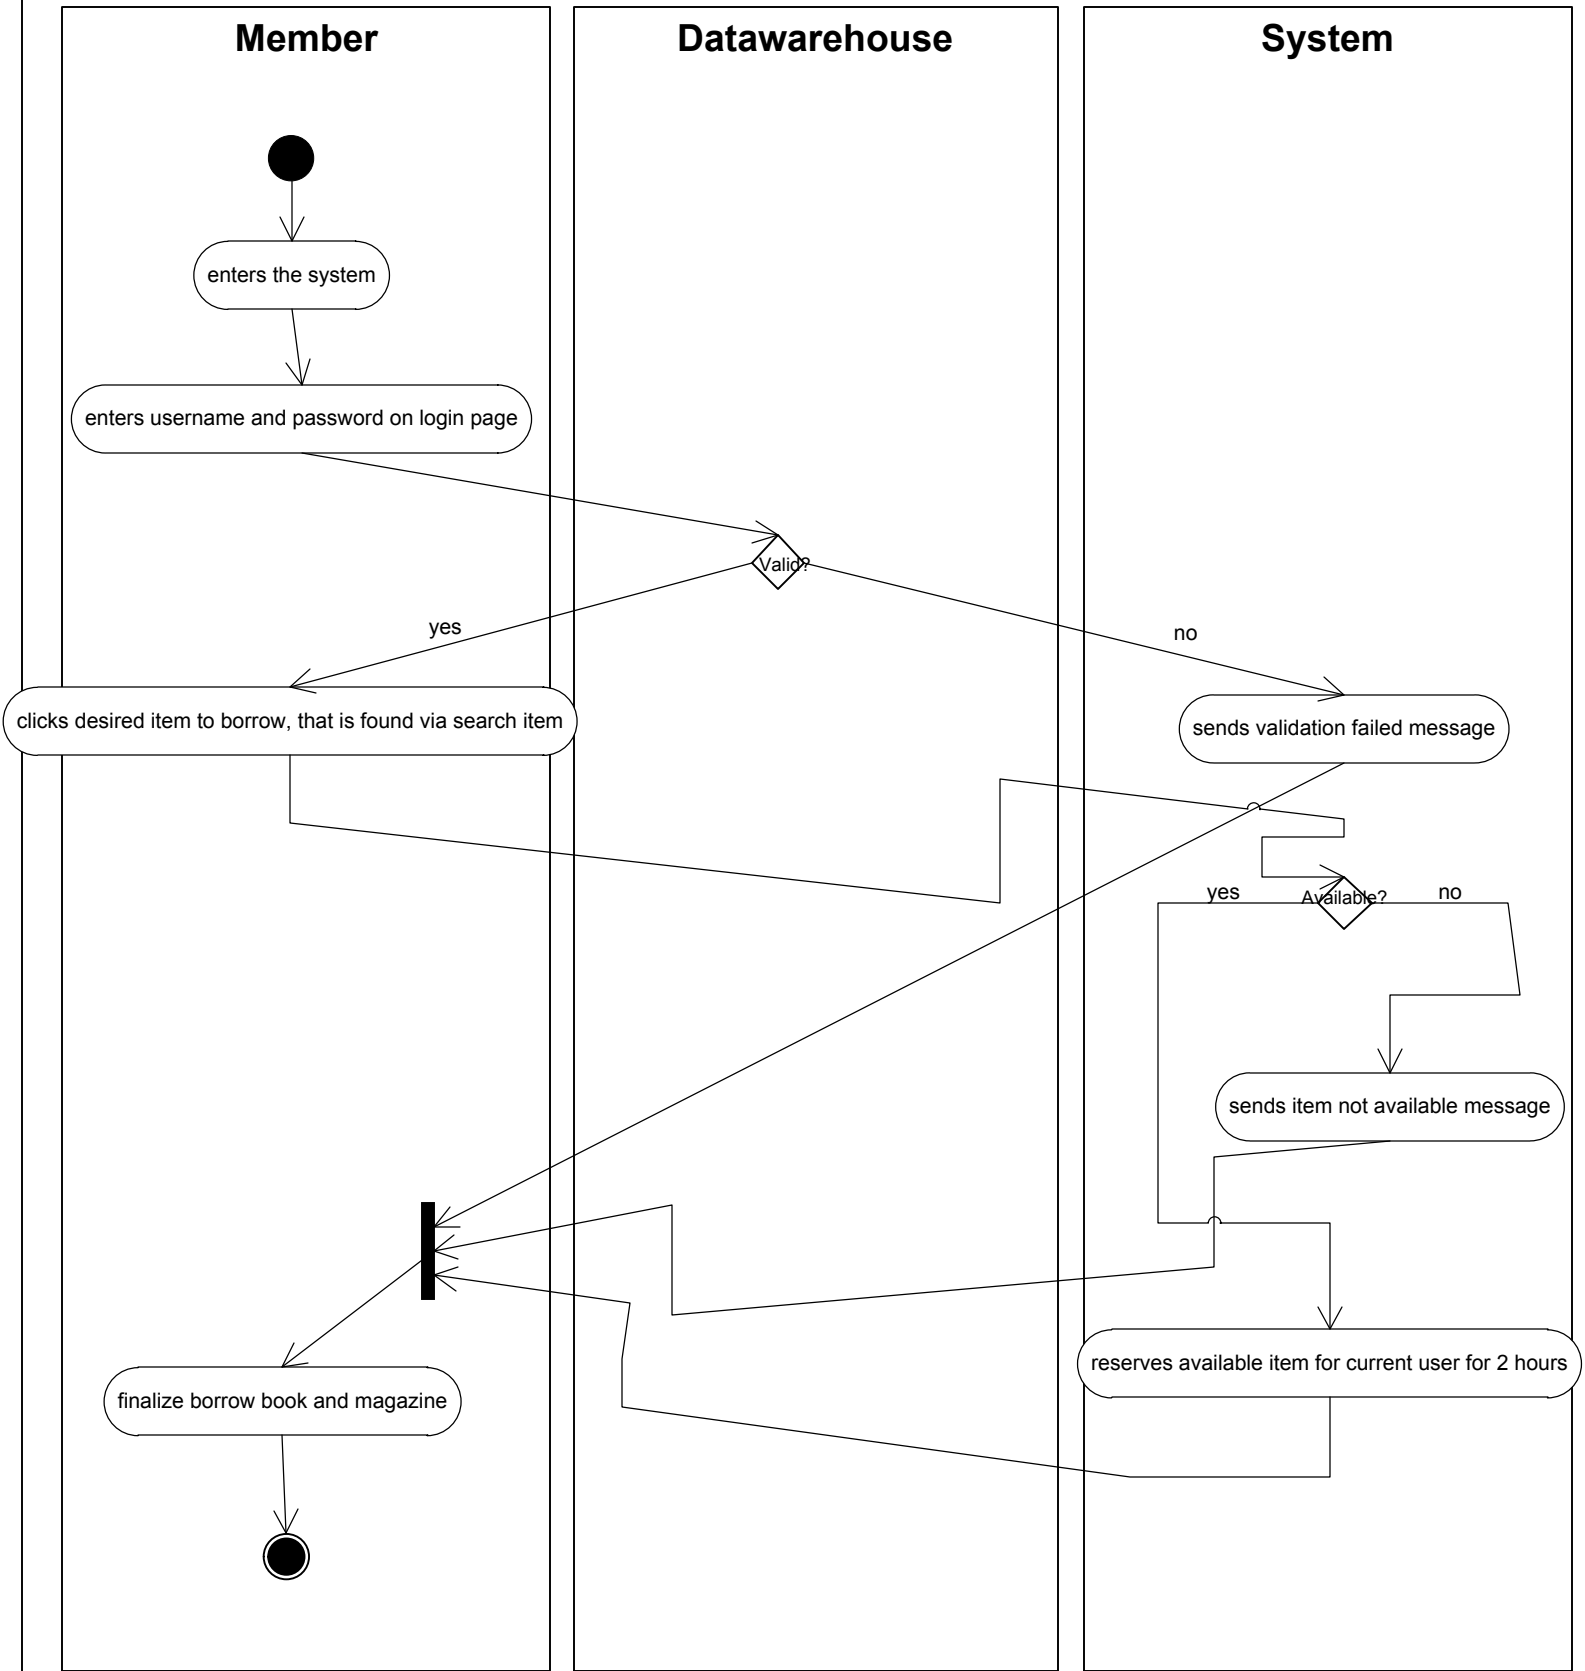 Member
Datawarehouse
System
enters the system
enters username and password on login page
Valid?
yes
no
clicks desired item to borrow, that is found via search item
sends validation failed message
yes
Available?
no
sends item not available message
reserves available item for current user for 2 hours
finalize borrow book and magazine